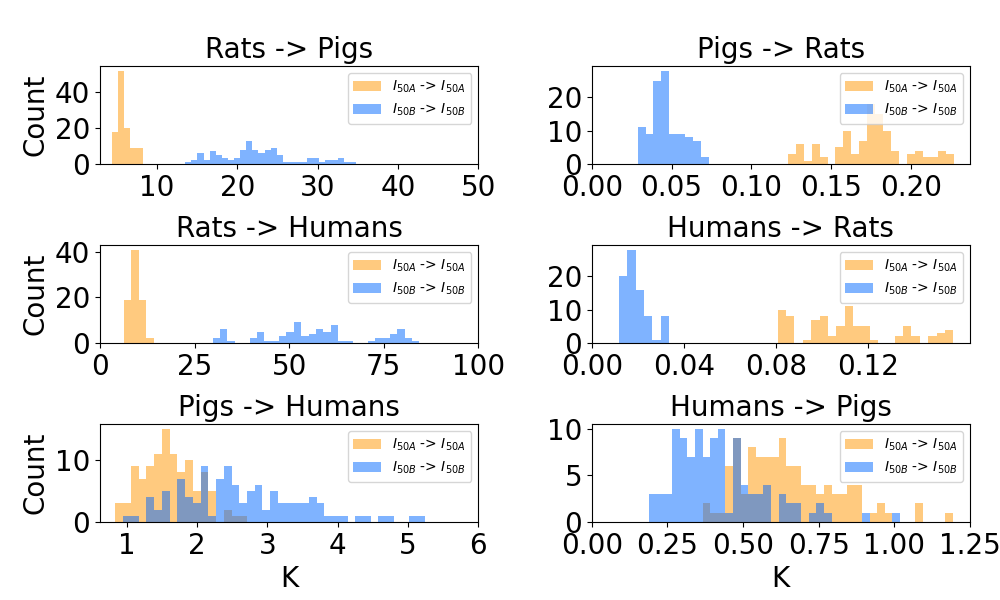 Rats -> Pigs
Count
40
20
0
10
20
30
40
50
I50A -> I50A
I50B -> I50B
Pigs -> Rats
20
10
0
0.00
0.05
0.10
0.15
0.20
I50A -> I50A
I50B -> I50B
Rats -> Humans
Count
40
20
0
0
25
50
75
100
I50A -> I50A
I50B -> I50B
Humans -> Rats
20
10
0
0.00
0.04
0.08
0.12
I50A -> I50A
I50B -> I50B
Pigs -> Humans
Count
10
0
1
2
3
4
5
6
K
I50A -> I50A
I50B -> I50B
Humans -> Pigs
10
5
0
0.00
0.25
0.50
0.75
1.00
1.25
K
I50A -> I50A
I50B -> I50B